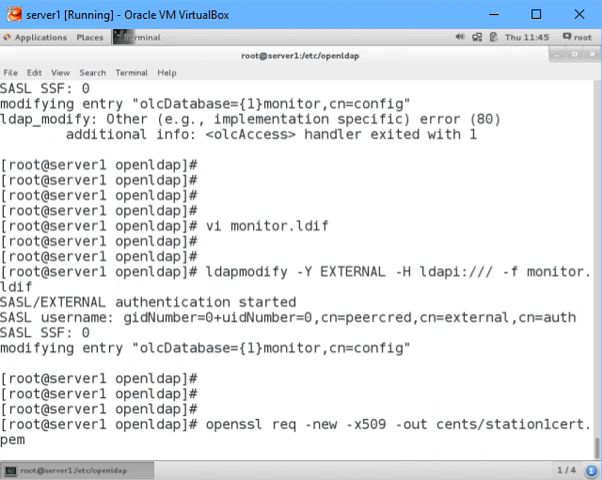 server1 [Running] - Oracle VM VirtualBox
Applications Places Terminal Thu 11:45 root
root@server1:/etc/openldap
File Edit View Search Terminal Help
SASL SSF: 0
modifying entry "olcDatabase={1}monitor,cn=config"
ldap_modify: Other (e.g., implementation specific) error (80)
additional info: <olcAccess> handler exited with 1
[root@server1 openldap]#
[root@server1 openldap]#
[root@server1 openldap]#
[root@server1 openldap]#
[root@server1 openldap]# vi monitor.ldif
[root@server1 openldap]#
[root@server1 openldap]#
[root@server1 openldap]# ldapmodify -Y EXTERNAL -H ldapi:/// -f monitor.
ldif
SASL/EXTERNAL authentication started
SASL username: gidNumber=0+uidNumber=0,cn=peercred,cn=external,cn=auth
SASL SSF: 0
modifying entry "olcDatabase={1}monitor,cn=config"
[root@server1 openldap]#
[root@server1 openldap]#
[root@server1 openldap]#
[root@server1 openldap]# openssl req -new -x509 -out cents/station1cert.
pem
root@server1:/etc/openldap 1 / 4 1